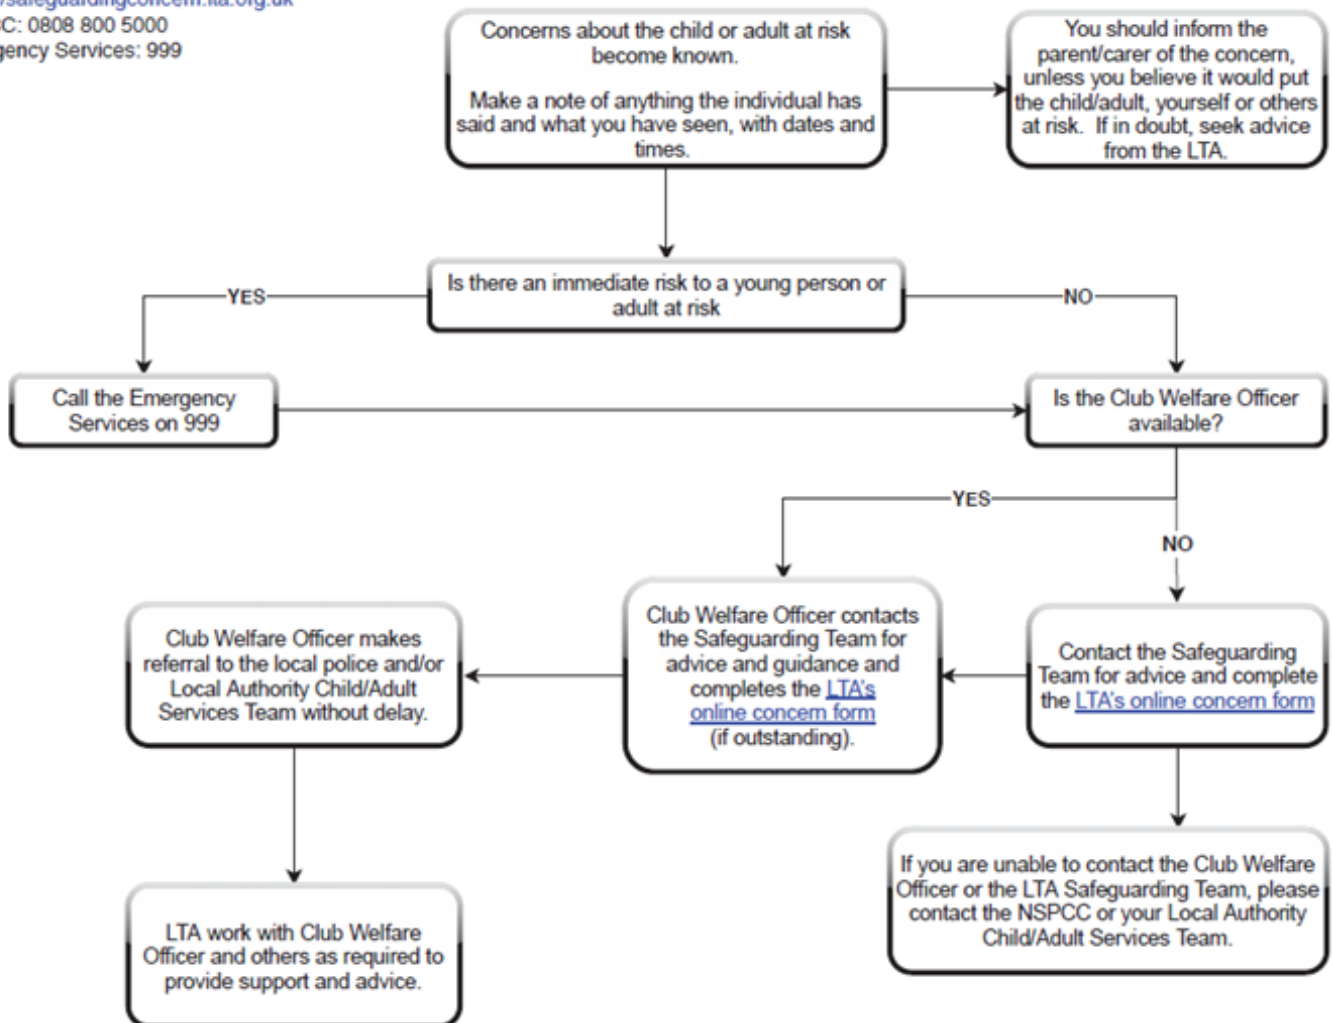 /safeguardingconcern.lta.org.uk
C: 0808 800 5000
gency Services: 999
Concerns about the child or adult at risk
become known.
Make a note of anything the individual has
said and what you have seen, with dates and
times.
You should inform the
parent/carer of the concern,
unless you believe it would put
the child/adult, yourself or others
at risk. If in doubt, seek advice
from the LTA.
Is there an immediate risk to a young person or
adult at risk
YES
NO
Call the Emergency
Services on 999
Is the Club Welfare Officer
available?
YES
NO
Club Welfare Officer makes
referral to the local police and/or
Local Authority Child/Adult
Services Team without delay.
Club Welfare Officer contacts
the Safeguarding Team for
advice and guidance and
completes the LTA's
online concern form
(if outstanding).
Contact the Safeguarding
Team for advice and complete
the LTA's online concern form
If you are unable to contact the Club Welfare
Officer or the LTA Safeguarding Team, please
contact the NSPCC or your Local Authority
Child/Adult Services Team.
LTA work with Club Welfare
Officer and others as required to
provide support and advice.